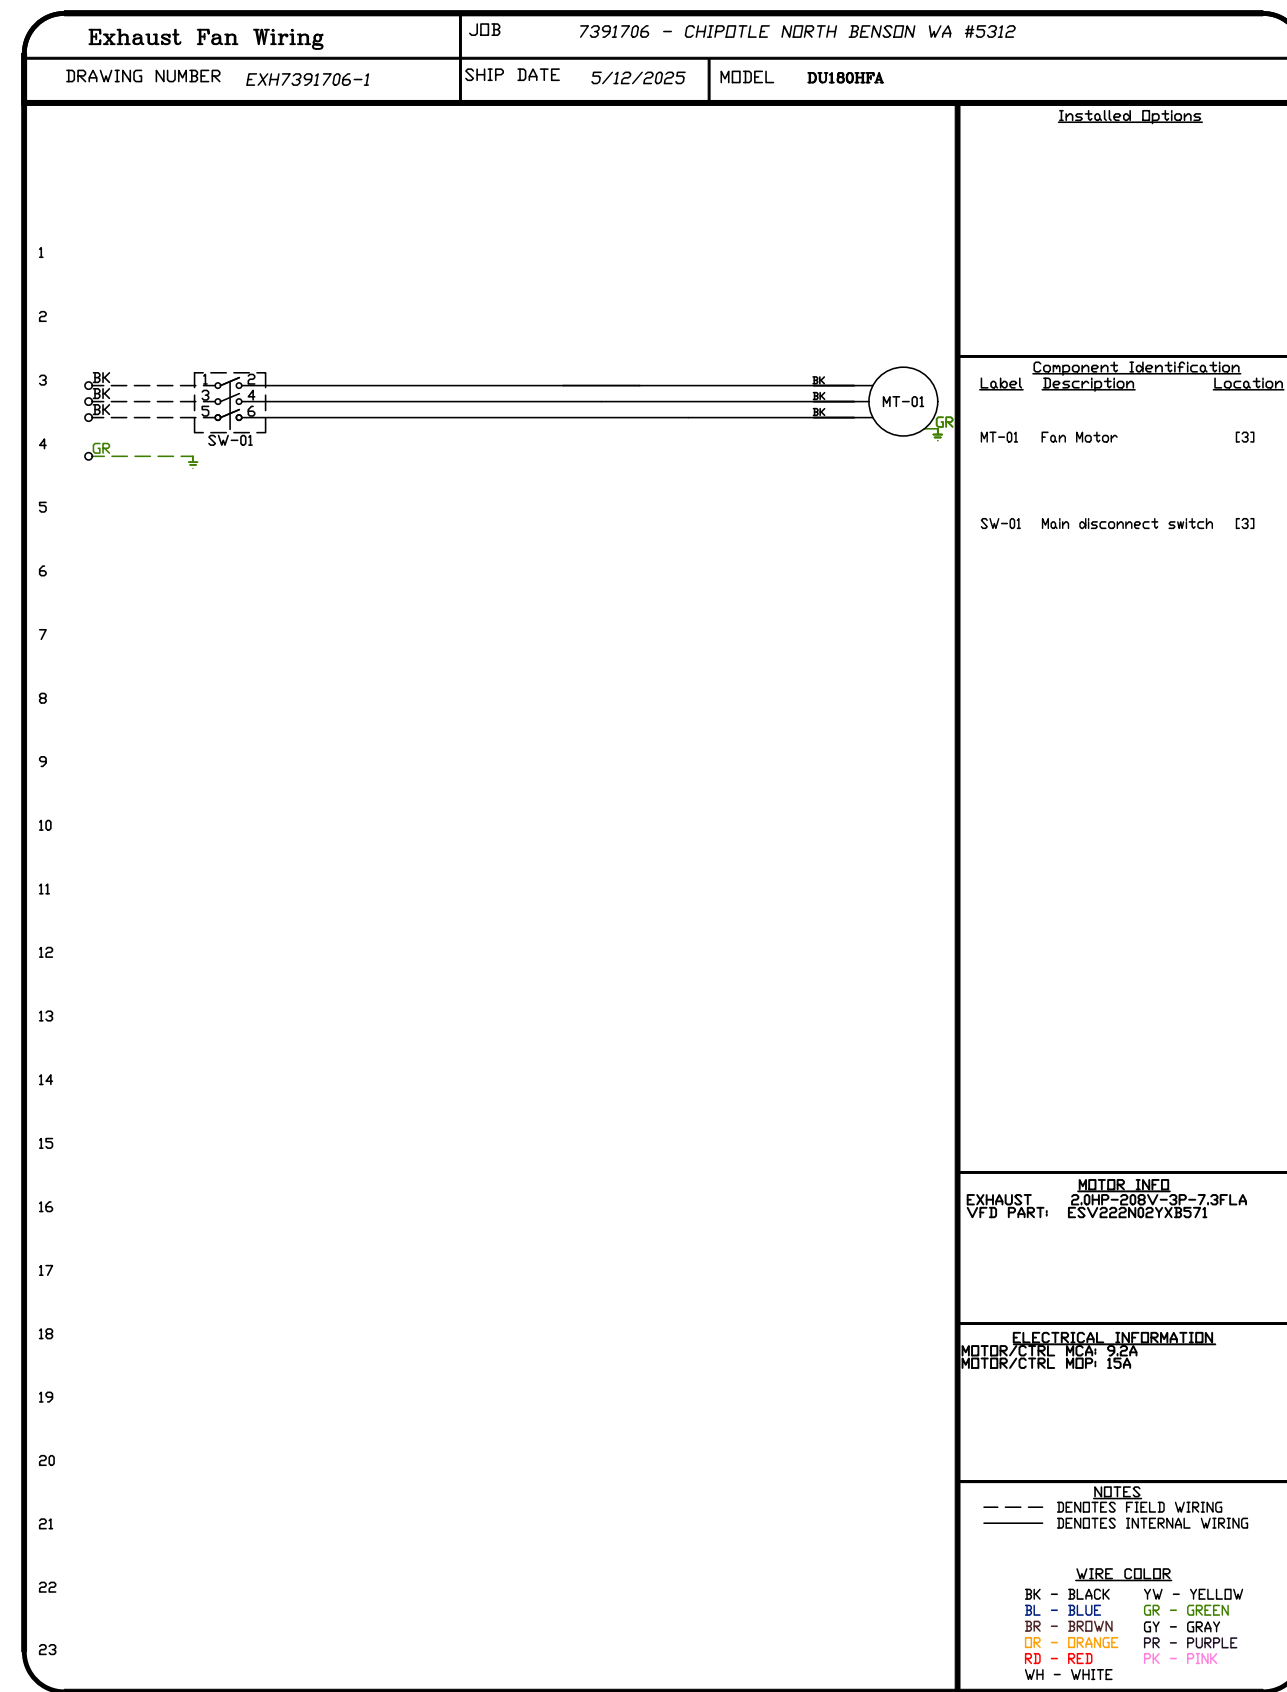 Exhaust Fan Wiring
JOB 7391706 - CHIPOTLE NORTH BENSON WA #5312
DRAWING NUMBER EXH7391706-1
SHIP DATE 5/12/2025
MODEL DU180HFA
Installed Options
1
2
3
4
5
6
7
8
9
10
11
12
13
14
15
16
17
18
19
20
21
22
23
BK 1 2 BK
BK 3 4 BK
BK 5 6 BK
MT-01
GR
SW-01
GR
Component Identification
Label Description Location
MT-01 Fan Motor [3]
SW-01 Main disconnect switch [3]
MOTOR INFO
EXHAUST 2.0HP-208V-3P-7.3FLA
VFD PART: ESV222N02YXB571
ELECTRICAL INFORMATION
MOTOR/CTRL MCA: 9.2A
MOTOR/CTRL MOP: 15A
NOTES
DENOTES FIELD WIRING
DENOTES INTERNAL WIRING
WIRE COLOR
BK - BLACK YW - YELLOW
BL - BLUE GR - GREEN
BR - BROWN GY - GRAY
OR - ORANGE PR - PURPLE
RD - RED PK - PINK
WH - WHITE